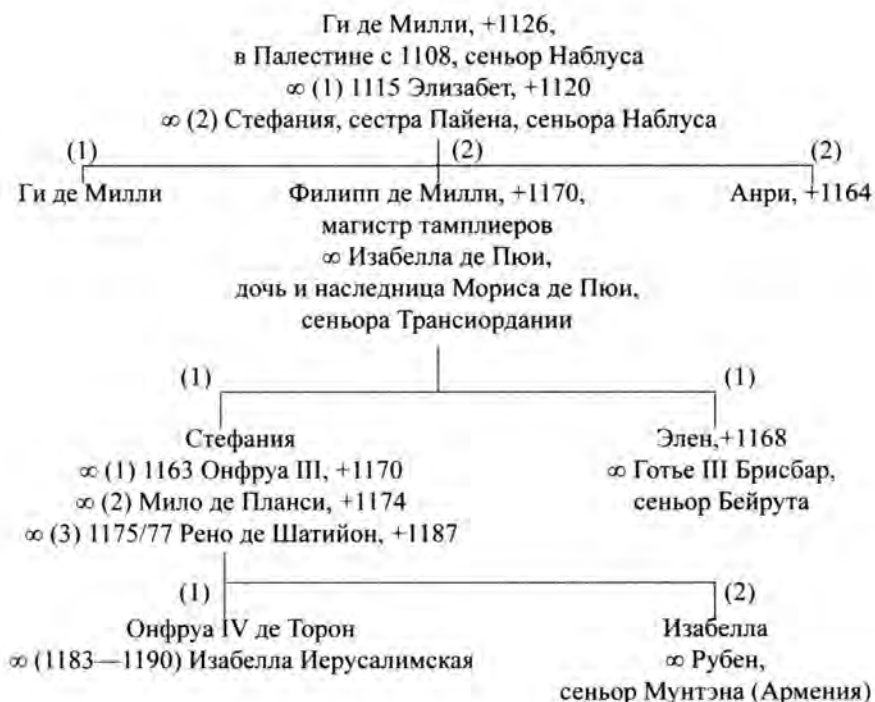 Ги де Милли, +1126,
в Палестине с 1108, сеньор Наблуса
∞ (1) 1115 Элизабет, +1120
∞ (2) Стефания, сестра Пайена, сеньора Наблуса
(1) (2) (2)
Ги де Милли Филипп де Милли, +1170, Анри, +1164
магистр тамплиеров
∞ Изабелла де Пюи,
дочь и наследница Мориса де Пюи,
сеньора Трансиордании
(1) (1)
Стефания Элен,+1168
∞ (1) 1163 Онфруа III, +1170 ∞ Готье III Брисбар,
∞ (2) Мило де Планси, +1174 сеньор Бейрута
∞ (3) 1175/77 Рено де Шатийон, +1187
(1) (2)
Онфруа IV де Торон Изабелла
∞ (1183—1190) Изабелла Иерусалимская ∞ Рубен,
сеньор Мунтэна (Армения)